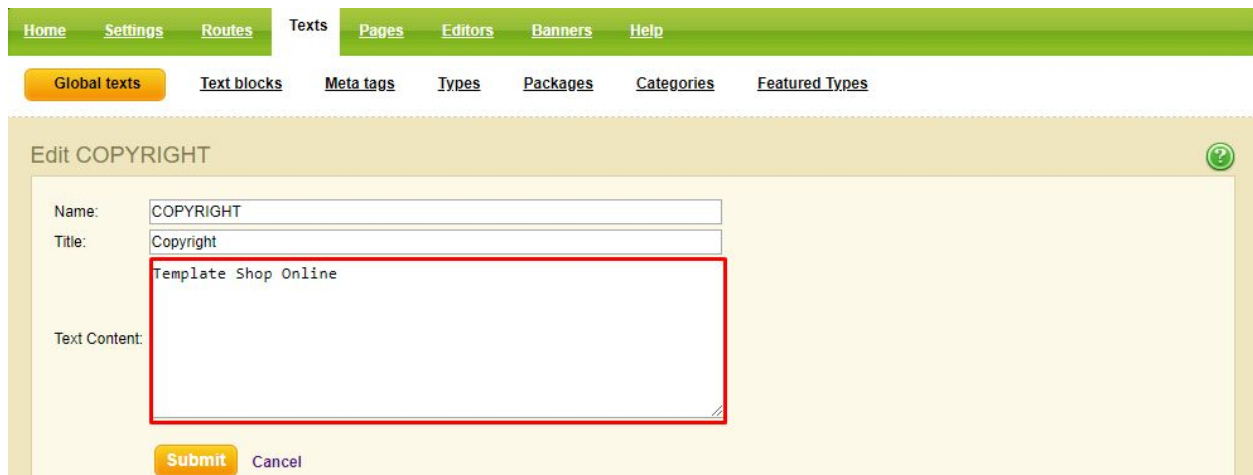 Home Settings Routes Texts Pages Editors Banners Help
Global texts Text blocks Meta tags Types Packages Categories Featured Types
Edit COPYRIGHT ?
Name: COPYRIGHT
Title: Copyright
Template Shop Online
Text Content:
Submit Cancel